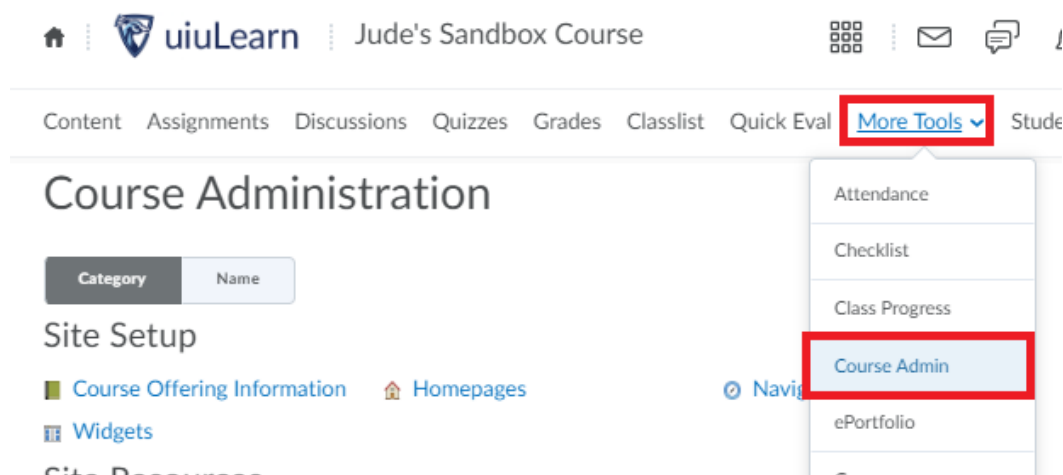 uiuLearn Jude's Sandbox Course
Content Assignments Discussions Quizzes Grades Classlist Quick Eval More Tools
Course Administration
Category Name
Site Setup
Course Offering Information Homepages
Widgets
Attendance
Checklist
Class Progress
Course Admin
ePortfolio